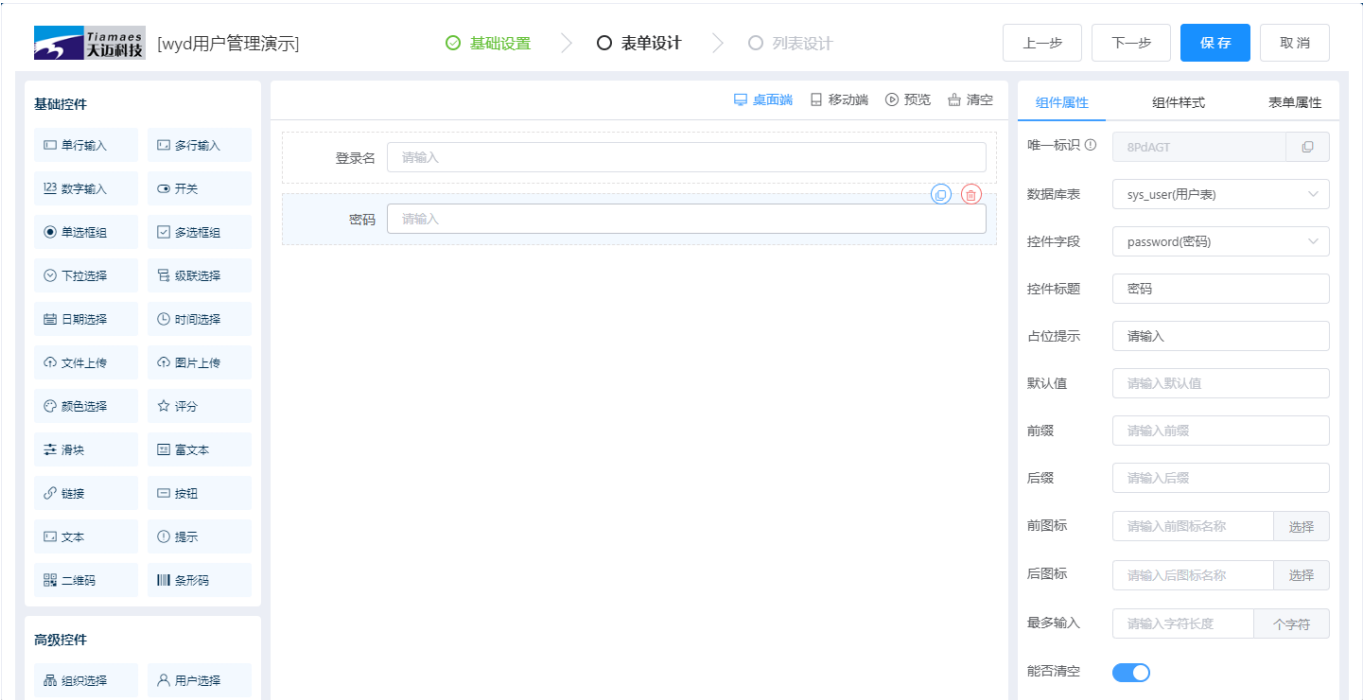 Tiamaes
天迈科技
[wyd用户管理演示]
基础设置
表单设计
列表设计
上一步
下一步
保存
取消
基础控件
单行输入
多行输入
123 数字输入
开关
单选框组
多选框组
下拉选择
级联选择
日期选择
时间选择
文件上传
图片上传
颜色选择
评分
滑块
富文本
链接
按钮
文本
提示
二维码
条形码
高级控件
组织选择
用户选择
桌面端
移动端
预览
清空
登录名
请输入
密码
请输入
组件属性
组件样式
表单属性
唯一标识
8PdAGT
数据库表
sys_user(用户表)
控件字段
password(密码)
控件标题
密码
占位提示
请输入
默认值
请输入默认值
前缀
请输入前缀
后缀
请输入后缀
前图标
请输入前图标名称
选择
后图标
请输入后图标名称
选择
最多输入
请输入字符长度
个字符
能否清空